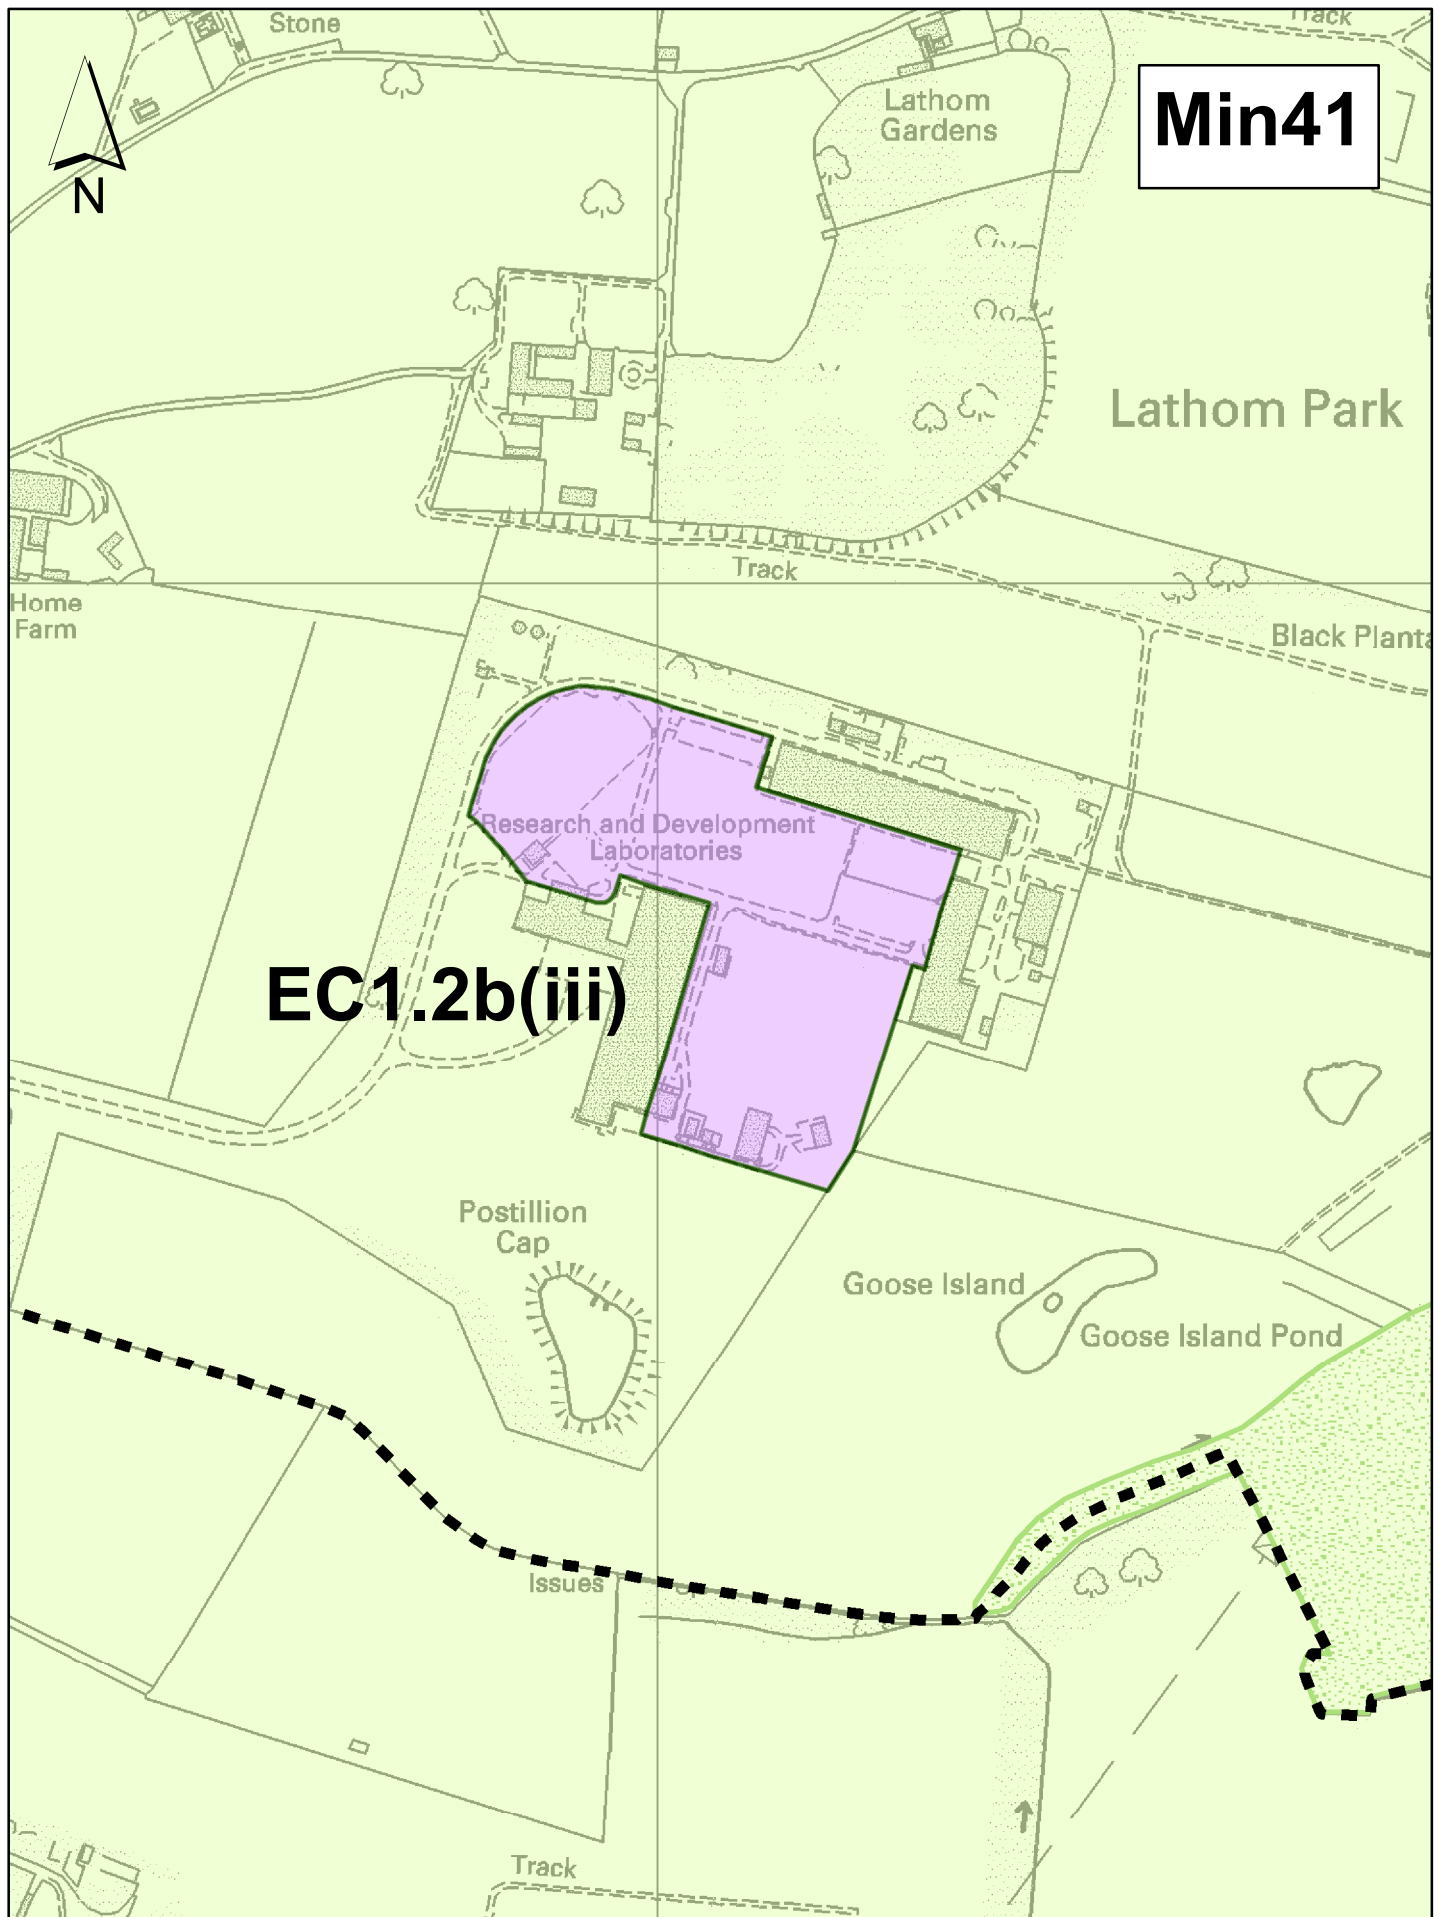 Stone
Track
Min41
Lathom
Gardens
N
Lathom Park
Track
Home
Farm
Black Planta
Research and Development
Laboratories
EC1.2b(iii)
Postillion
Cap
Goose Island
Goose Island Pond
Issues
Track